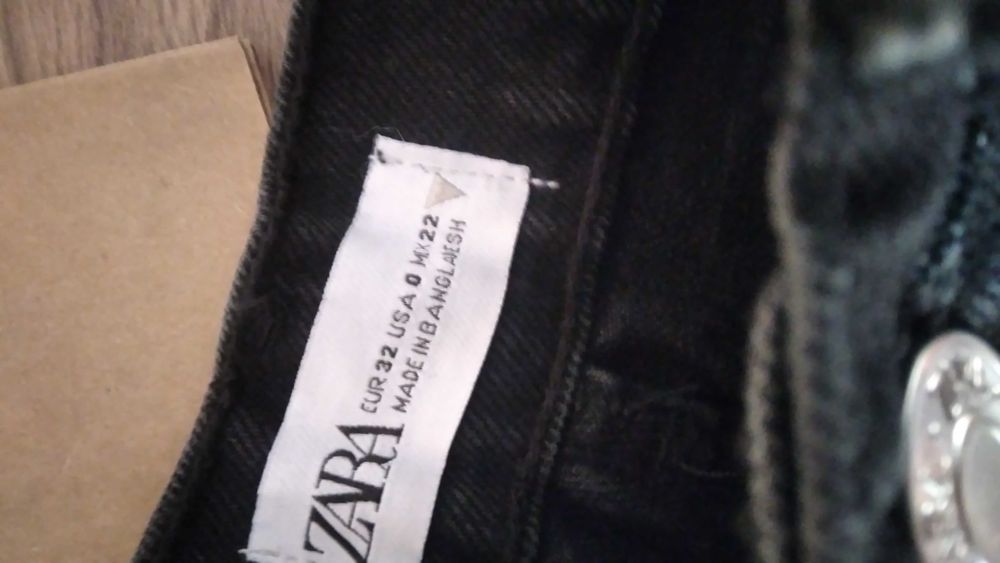 ZARA
EUR 32 USA 0 MX 22
MADE IN BANGLADESH